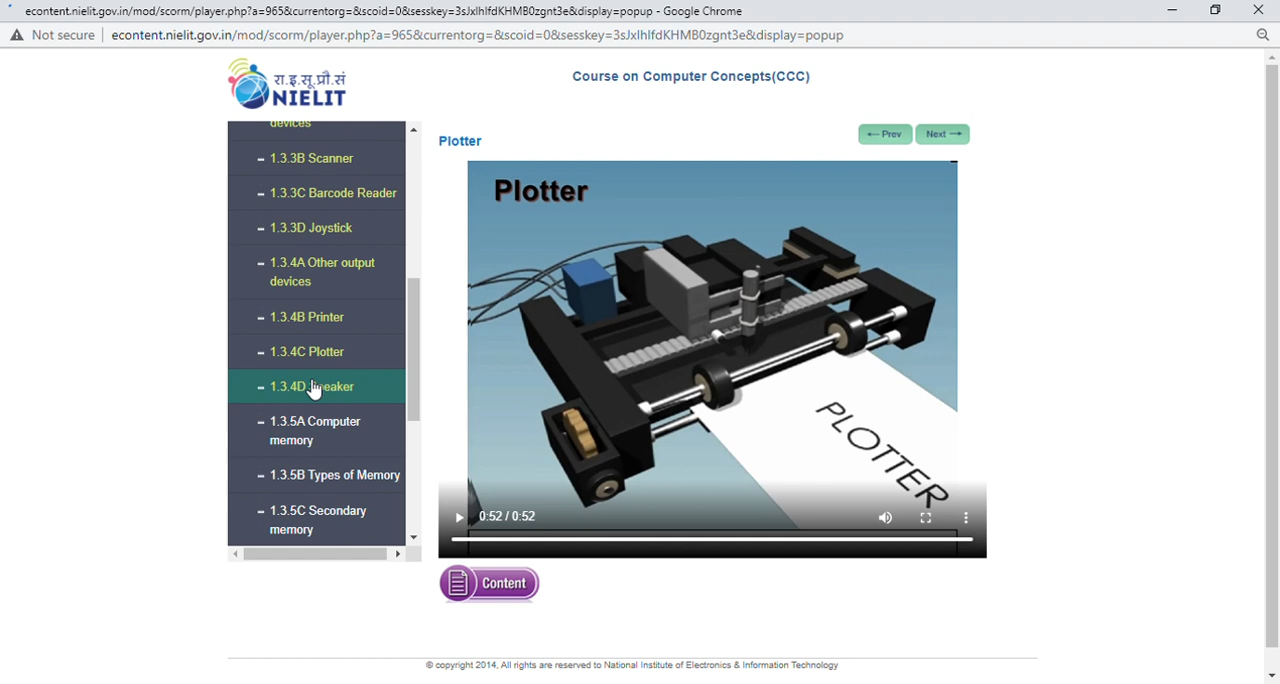 econtent.nielit.gov.in/mod/scorm/player.php?a=965&currentorg=&scoid=0&sesskey=3sJxlhIfdKHMB0zgnt3e&display=popup - Google Chrome
Not secure | econtent.nielit.gov.in/mod/scorm/player.php?a=965&currentorg=&scoid=0&sesskey=3sJxlhIfdKHMB0zgnt3e&display=popup
रा.इ.सू.प्रौ.सं
NIELIT
Course on Computer Concepts(CCC)
devices
1.3.3B Scanner
1.3.3C Barcode Reader
1.3.3D Joystick
1.3.4A Other output
devices
1.3.4B Printer
1.3.4C Plotter
1.3.4D Speaker
1.3.5A Computer
memory
1.3.5B Types of Memory
1.3.5C Secondary
memory
Plotter
← Prev
Next →
Plotter
PLOTTER
0:52 / 0:52
Content
© copyright 2014, All rights are reserved to National Institute of Electronics & Information Technology